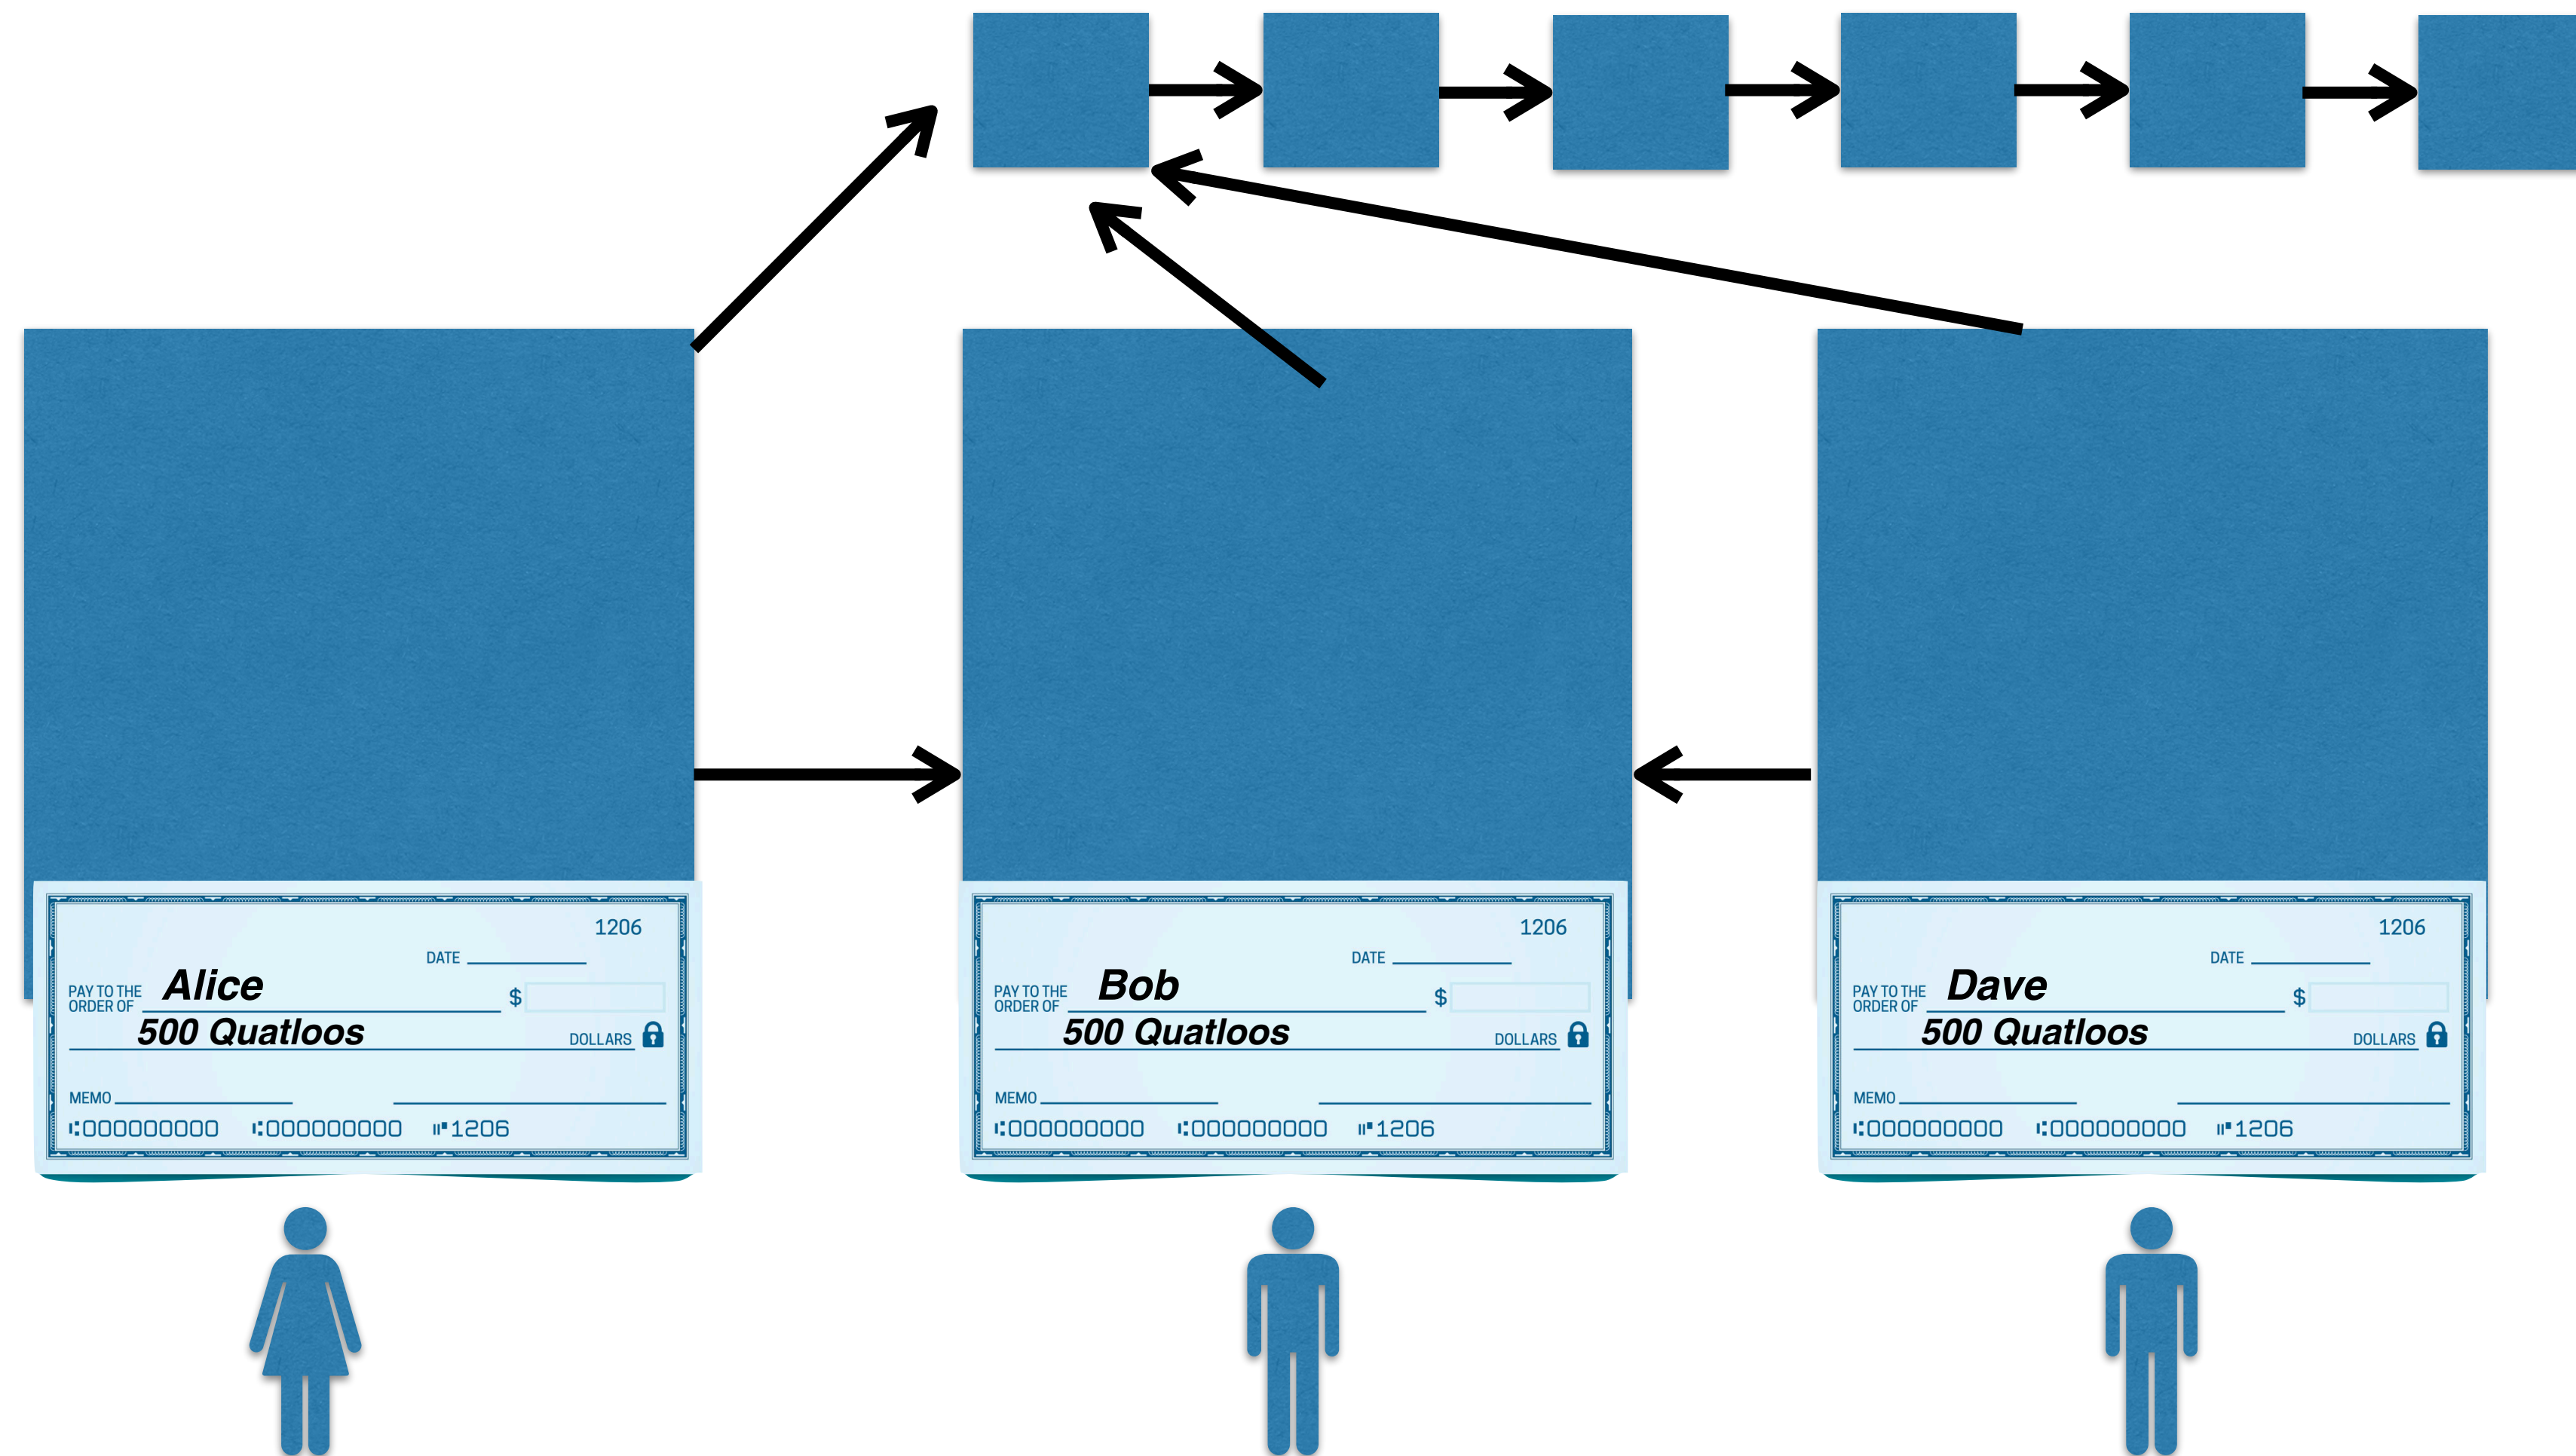 1206
DATE
PAY TO THE
ORDER OF Alice $
500 Quatloos DOLLARS
MEMO
⑆000000000 ⑆000000000 ⑈1206
1206
DATE
PAY TO THE
ORDER OF Bob $
500 Quatloos DOLLARS
MEMO
⑆000000000 ⑆000000000 ⑈1206
1206
DATE
PAY TO THE
ORDER OF Dave $
500 Quatloos DOLLARS
MEMO
⑆000000000 ⑆000000000 ⑈1206